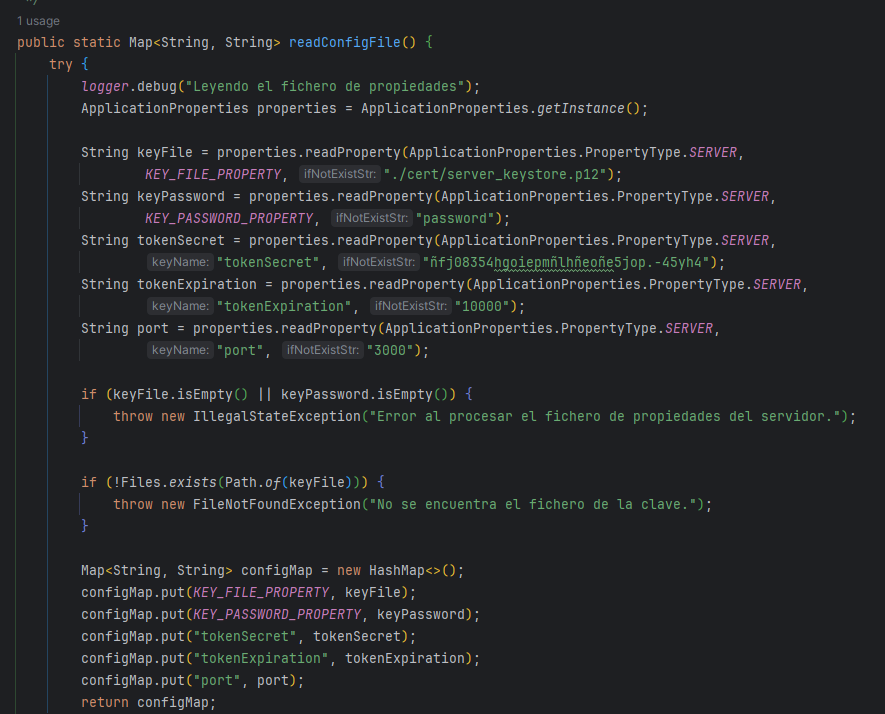 */
1 usage
public static Map<String, String> readConfigFile() {
try {
logger.debug("Leyendo el fichero de propiedades");
ApplicationProperties properties = ApplicationProperties.getInstance();
String keyFile = properties.readProperty(ApplicationProperties.PropertyType.SERVER,
KEY_FILE_PROPERTY, ifNotExistStr: "./cert/server_keystore.p12");
String keyPassword = properties.readProperty(ApplicationProperties.PropertyType.SERVER,
KEY_PASSWORD_PROPERTY, ifNotExistStr: "password");
String tokenSecret = properties.readProperty(ApplicationProperties.PropertyType.SERVER,
keyName: "tokenSecret", ifNotExistStr: "ñfj08354hgoiepmñlhñeoñe5jop.-45yh4");
String tokenExpiration = properties.readProperty(ApplicationProperties.PropertyType.SERVER,
keyName: "tokenExpiration", ifNotExistStr: "10000");
String port = properties.readProperty(ApplicationProperties.PropertyType.SERVER,
keyName: "port", ifNotExistStr: "3000");
if (keyFile.isEmpty() || keyPassword.isEmpty()) {
throw new IllegalStateException("Error al procesar el fichero de propiedades del servidor.");
}
if (!Files.exists(Path.of(keyFile))) {
throw new FileNotFoundException("No se encuentra el fichero de la clave.");
}
Map<String, String> configMap = new HashMap<>();
configMap.put(KEY_FILE_PROPERTY, keyFile);
configMap.put(KEY_PASSWORD_PROPERTY, keyPassword);
configMap.put("tokenSecret", tokenSecret);
configMap.put("tokenExpiration", tokenExpiration);
configMap.put("port", port);
return configMap;